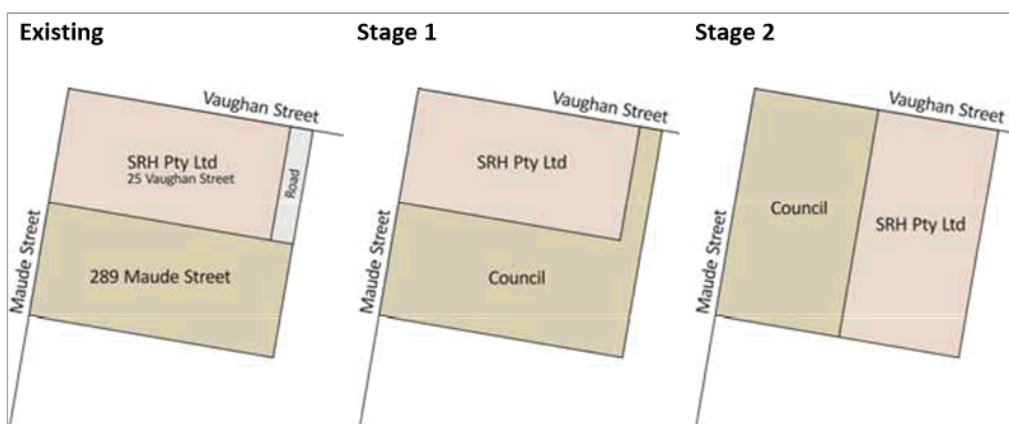 Existing
Vaughan Street
SRH Pty Ltd
25 Vaughan Street
Road
Maude Street
289 Maude Street
Stage 1
Vaughan Street
SRH Pty Ltd
Maude Street
Council
Stage 2
Vaughan Street
Council
SRH Pty Ltd
Maude Street